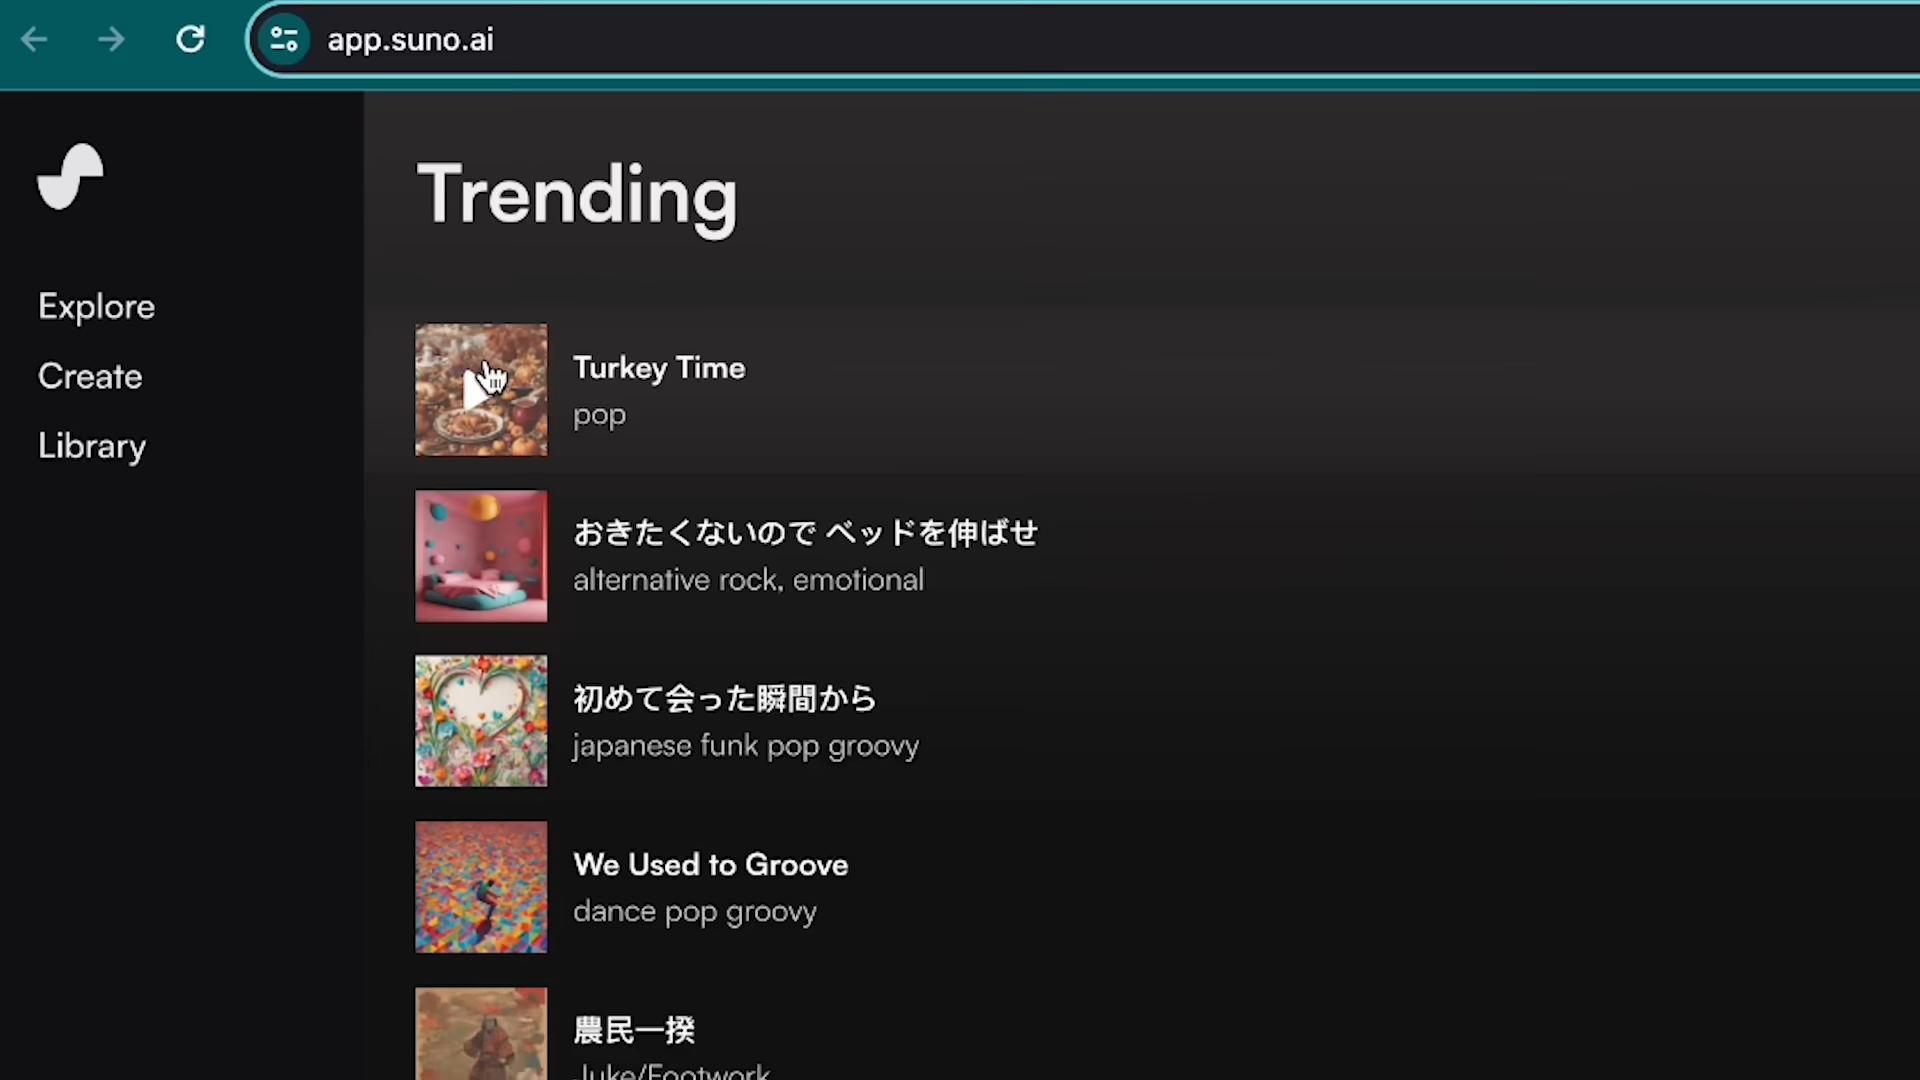 app.suno.ai
Trending
Explore
Create
Library
Turkey Time
pop
おきたくないので ベッドを伸ばせ
alternative rock, emotional
初めて会った瞬間から
japanese funk pop groovy
We Used to Groove
dance pop groovy
農民一揆
Juke/Footwork